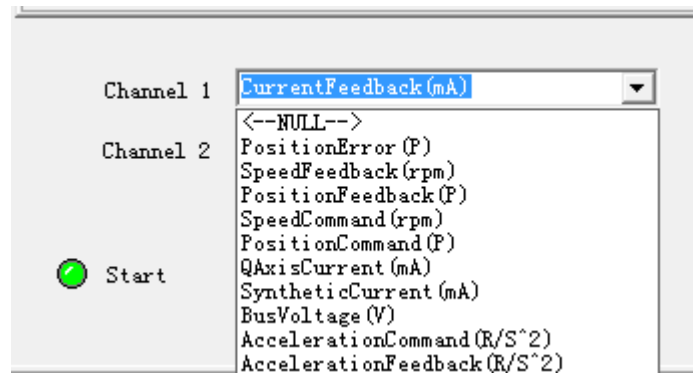 Channel 1 CurrentFeedback(mA)
<--NULL-->
Channel 2 PositionError(P)
SpeedFeedback(rpm)
PositionFeedback(P)
SpeedCommand(rpm)
PositionCommand(P)
Start QAxisCurrent(mA)
SyntheticCurrent(mA)
BusVoltage(V)
AccelerationCommand(R/S^2)
AccelerationFeedback(R/S^2)